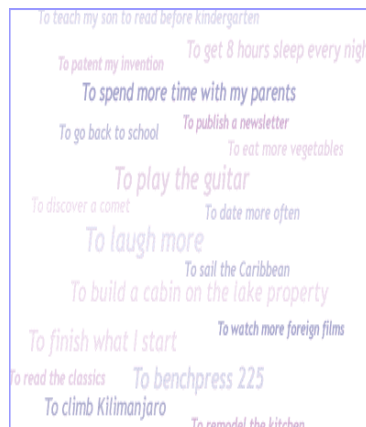 To teach my son to read before kindergarten
To get 8 hours sleep every nigh
To patent my invention
To spend more time with my parents
To publish a newsletter
To go back to school
To eat more vegetables
To play the guitar
To discover a comet
To date more often
To laugh more
To sail the Caribbean
To build a cabin on the lake property
To watch more foreign films
To finish what I start
To read the classics
To benchpress 225
To climb Kilimanjaro
To remodel the kitchen